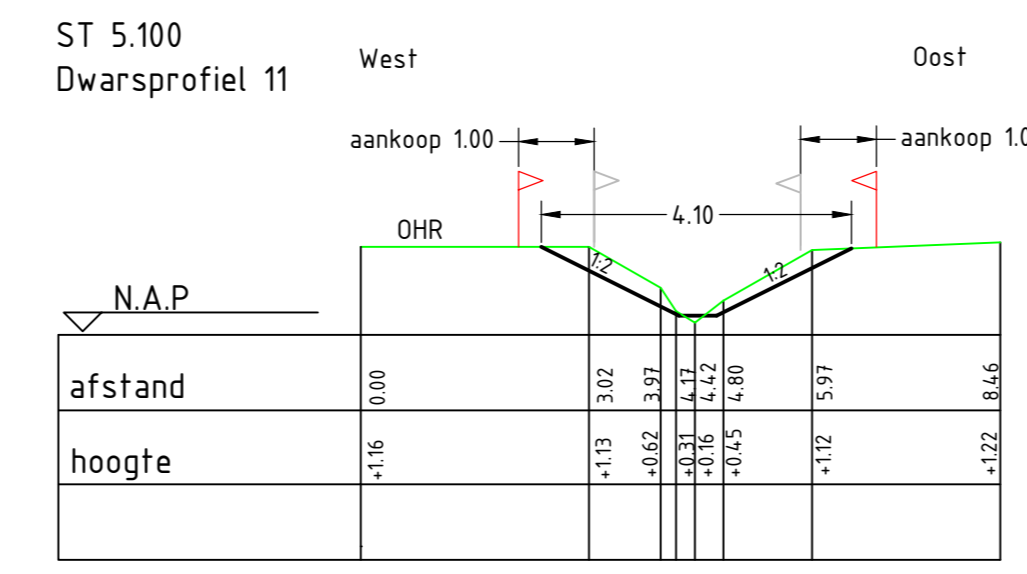 ST 5.100
Dwarsprofiel 11
West
Oost
aankoop 1.00
aankoop 1.0
4.10
OHR
1:2
1:2
N.A.P
afstand 0.00 3.02 3.97 4.17 4.42 4.80 5.97 8.46
hoogte +1.16 +1.13 +0.62 +0.31 +0.16 +0.45 +1.12 +1.22